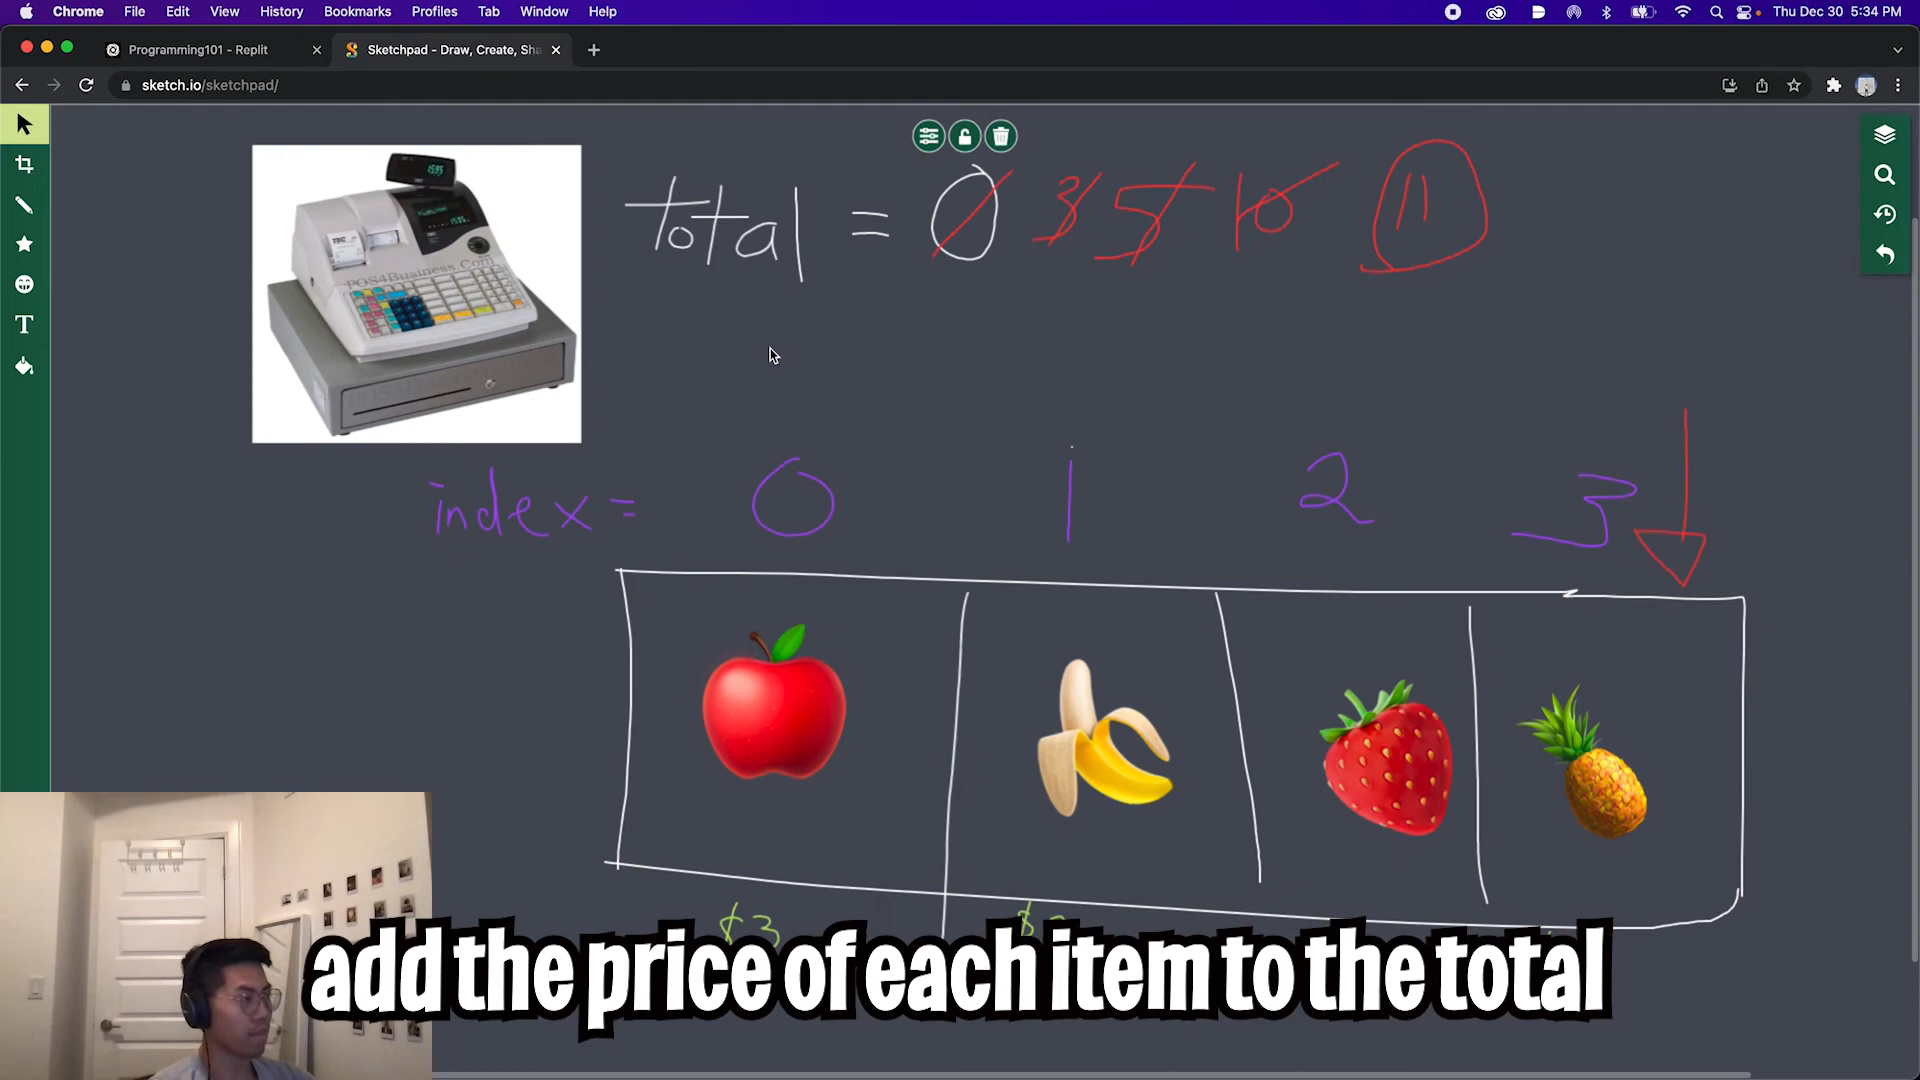 Chrome File Edit View History Bookmarks Profiles Tab Window Help Thu Dec 30 5:34 PM
Programming101 - Replit Sketchpad - Draw, Create, Sha
sketch.io/sketchpad/
total = 0 3 5 10 11
POS4Business.Com
index = 0 1 2 3
T
$3
add the price of each item to the total